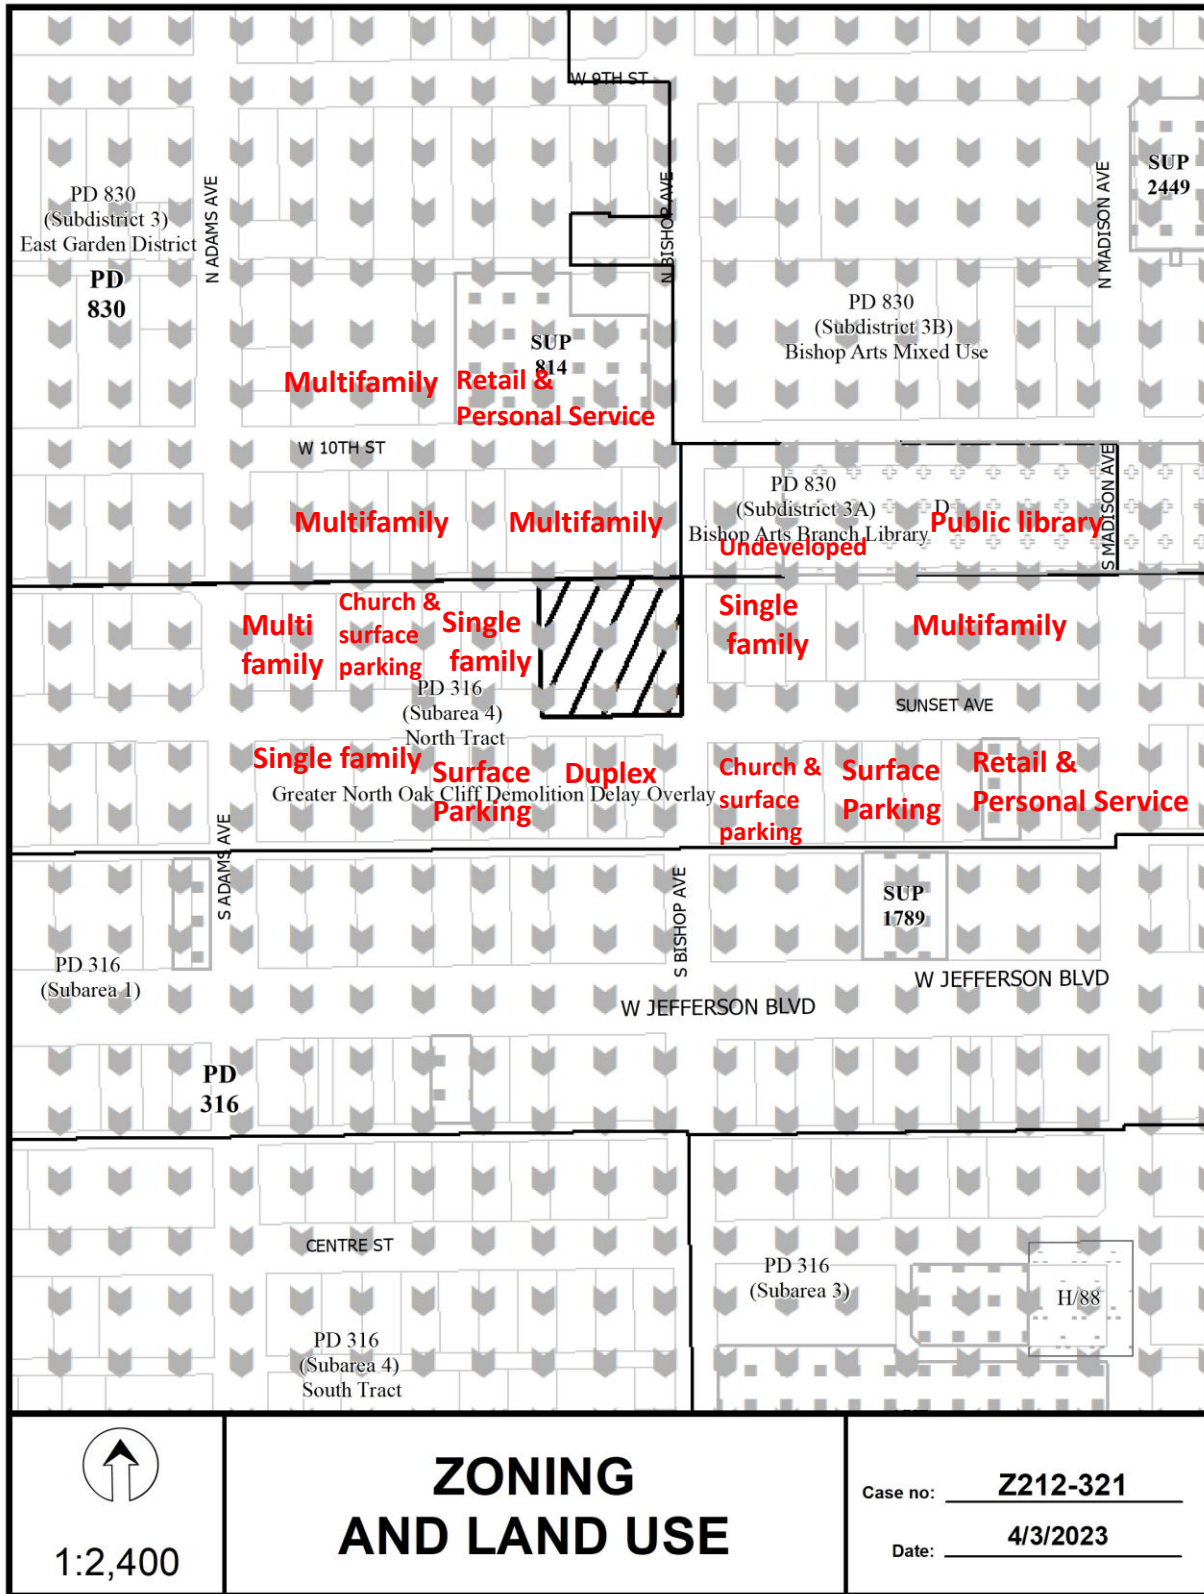 W 9TH ST
SUP
2449
PD 830
(Subdistrict 3)
East Garden District
PD
830
N ADAMS AVE
N BISHOP AVE
N MADISON AVE
PD 830
(Subdistrict 3B)
Bishop Arts Mixed Use
SUP
814
Multifamily
Retail &
Personal Service
W 10TH ST
PD 830
(Subdistrict 3A)
Bishop Arts Branch Library
D
Public library
Undeveloped
S MADISON AVE
Multifamily
Multifamily
Multi
family
Church &
surface
parking
Single
family
Single
family
Multifamily
PD 316
(Subarea 4)
North Tract
SUNSET AVE
Single family
Surface
Parking
Duplex
Greater North Oak Cliff Demolition Delay Overlay
Church &
surface
parking
Surface
Parking
Retail &
Personal Service
S ADAMS AVE
S BISHOP AVE
SUP
1789
PD 316
(Subarea 1)
W JEFFERSON BLVD
W JEFFERSON BLVD
PD
316
CENTRE ST
PD 316
(Subarea 3)
H/88
PD 316
(Subarea 4)
South Tract
1:2,400
ZONING
AND LAND USE
Case no: Z212-321
Date: 4/3/2023